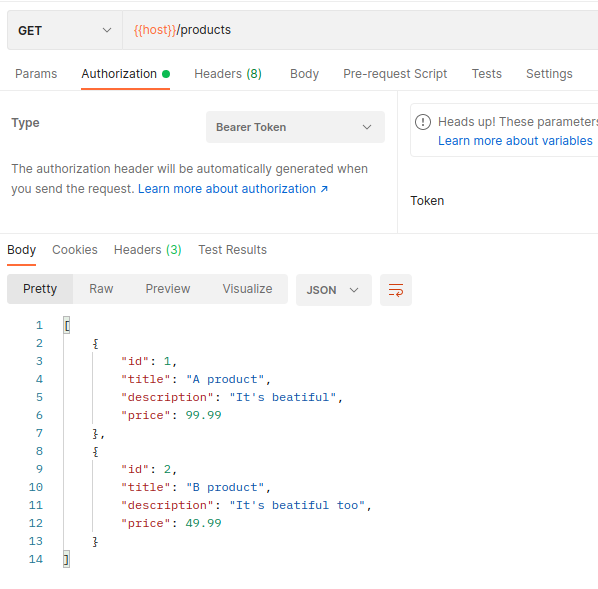 GET {{host}}/products
Params Authorization Headers (8) Body Pre-request Script Tests Settings
Type Bearer Token
The authorization header will be automatically generated when
you send the request. Learn more about authorization ↗
Heads up! These parameters
Learn more about variables
Token
Body Cookies Headers (3) Test Results
Pretty Raw Preview Visualize JSON
1 [
2 {
3 "id": 1,
4 "title": "A product",
5 "description": "It's beatiful",
6 "price": 99.99
7 },
8 {
9 "id": 2,
10 "title": "B product",
11 "description": "It's beatiful too",
12 "price": 49.99
13 }
14 ]